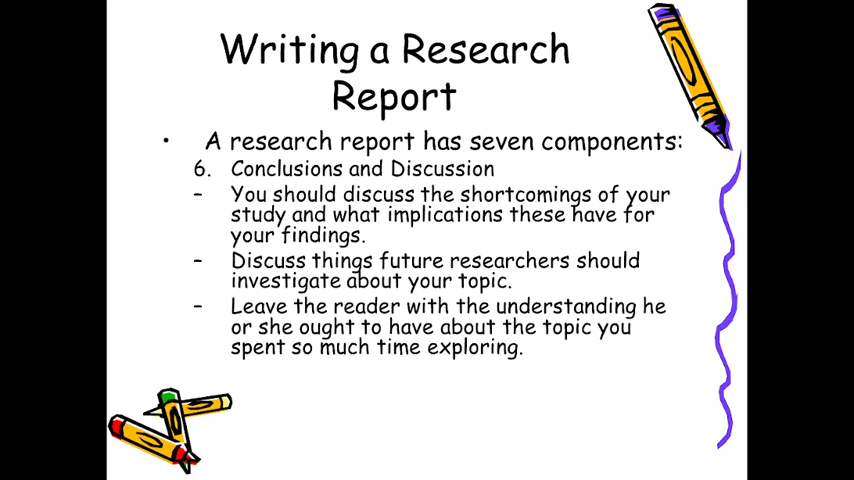 Writing a Research
Report
• A research report has seven components:
6. Conclusions and Discussion
– You should discuss the shortcomings of your
study and what implications these have for
your findings.
– Discuss things future researchers should
investigate about your topic.
– Leave the reader with the understanding he
or she ought to have about the topic you
spent so much time exploring.